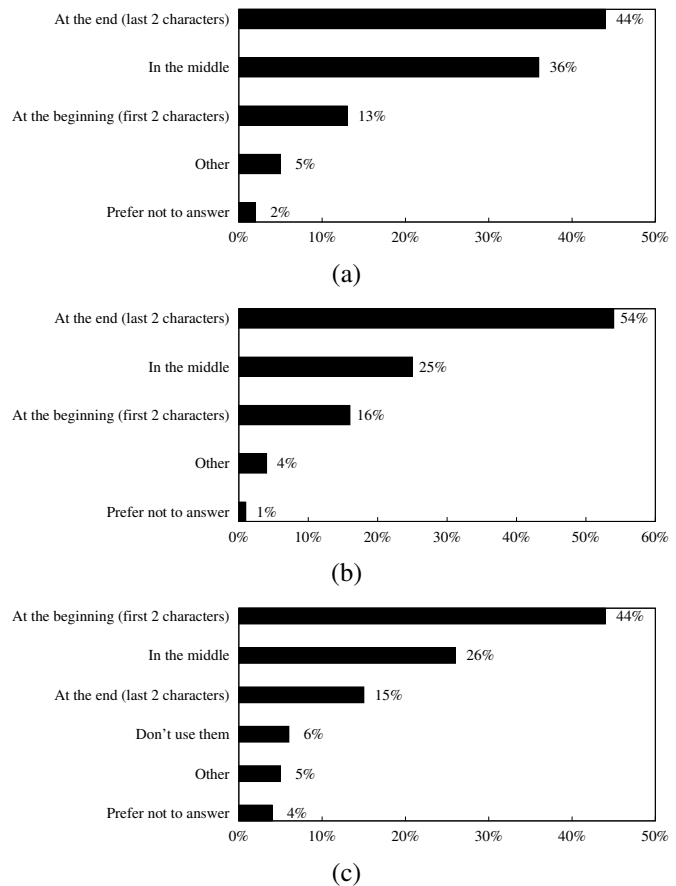 At the end (last 2 characters) 44%
In the middle 36%
At the beginning (first 2 characters) 13%
Other 5%
Prefer not to answer 2%
0% 10% 20% 30% 40% 50%
(a)
At the end (last 2 characters) 54%
In the middle 25%
At the beginning (first 2 characters) 16%
Other 4%
Prefer not to answer 1%
0% 10% 20% 30% 40% 50% 60%
(b)
At the beginning (first 2 characters) 44%
In the middle 26%
At the end (last 2 characters) 15%
Don't use them 6%
Other 5%
Prefer not to answer 4%
0% 10% 20% 30% 40% 50%
(c)